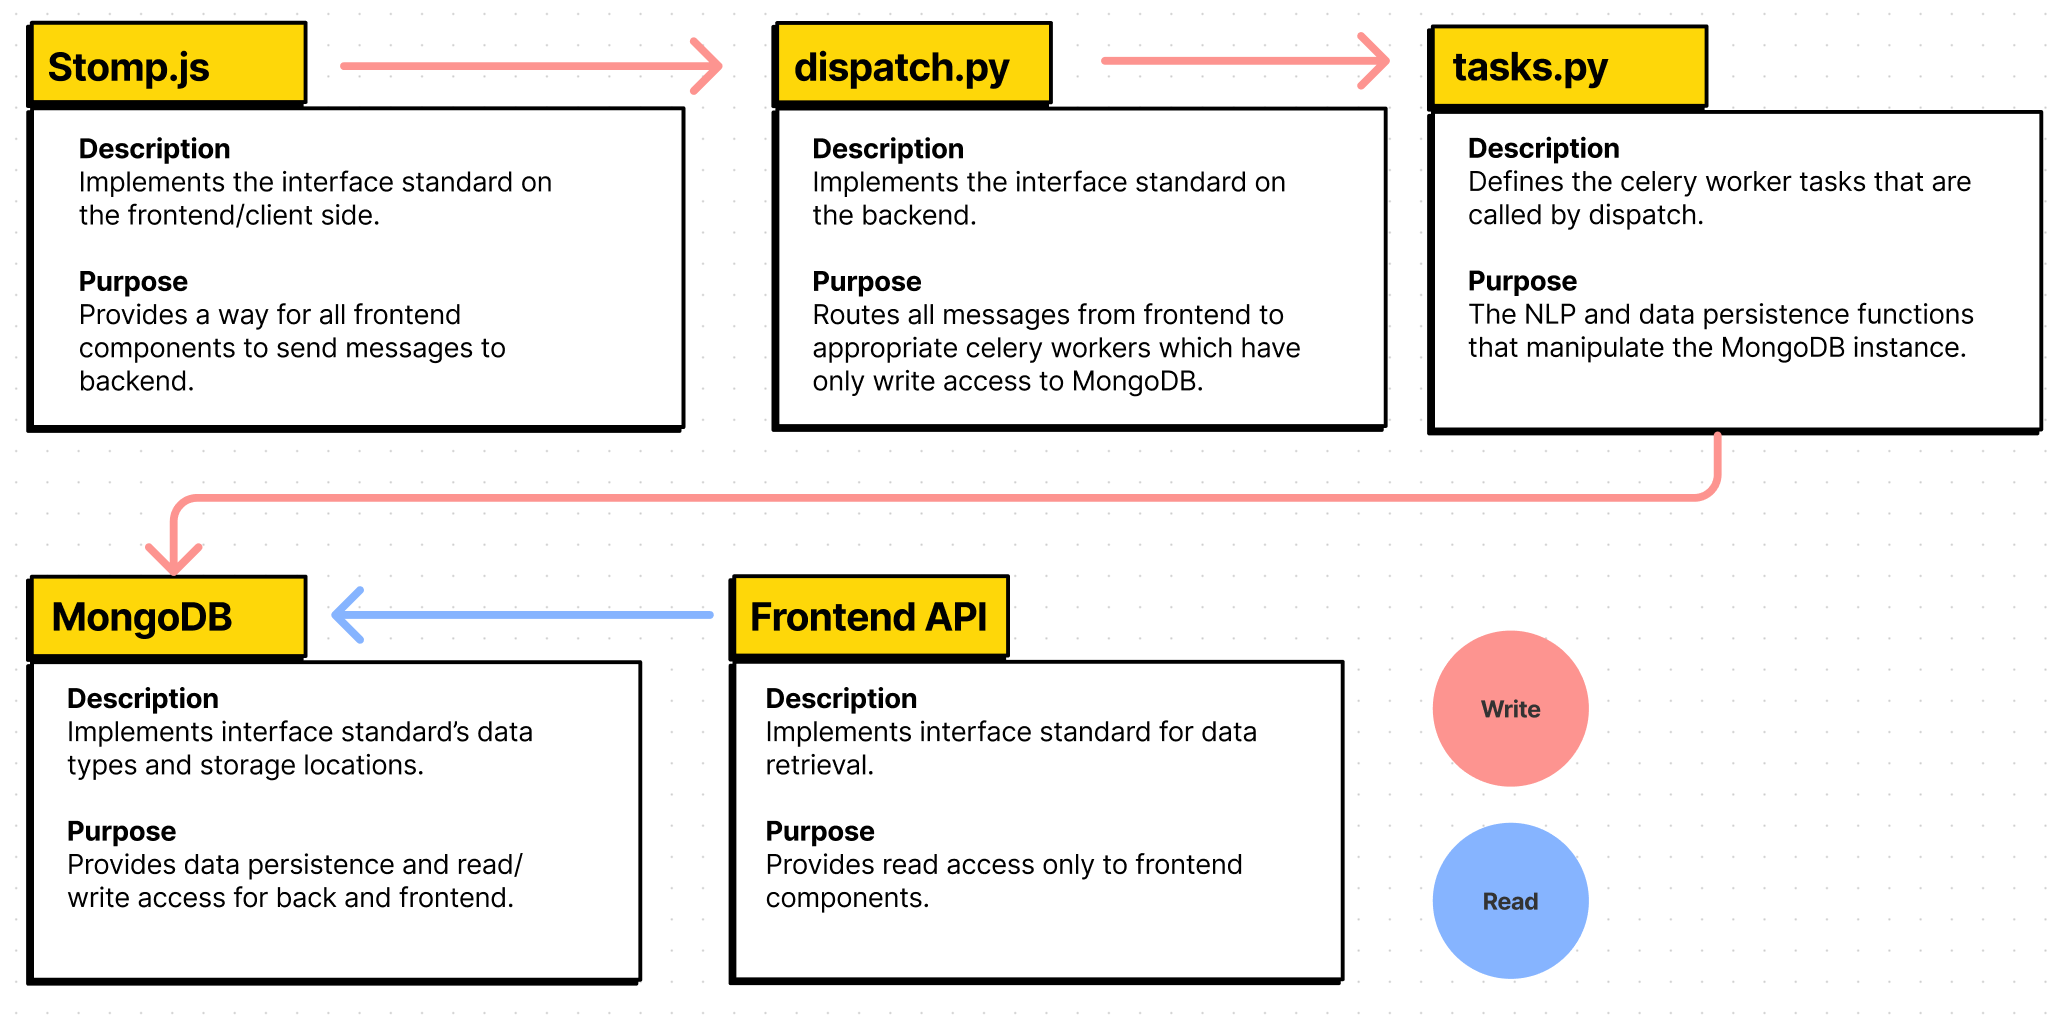 Stomp.js
Description
Implements the interface standard on
the frontend/client side.
Purpose
Provides a way for all frontend
components to send messages to
backend.
dispatch.py
Description
Implements the interface standard on
the backend.
Purpose
Routes all messages from frontend to
appropriate celery workers which have
only write access to MongoDB.
tasks.py
Description
Defines the celery worker tasks that are
called by dispatch.
Purpose
The NLP and data persistence functions
that manipulate the MongoDB instance.
MongoDB
Description
Implements interface standard’s data
types and storage locations.
Purpose
Provides data persistence and read/
write access for back and frontend.
Frontend API
Description
Implements interface standard for data
retrieval.
Purpose
Provides read access only to frontend
components.
Write
Read